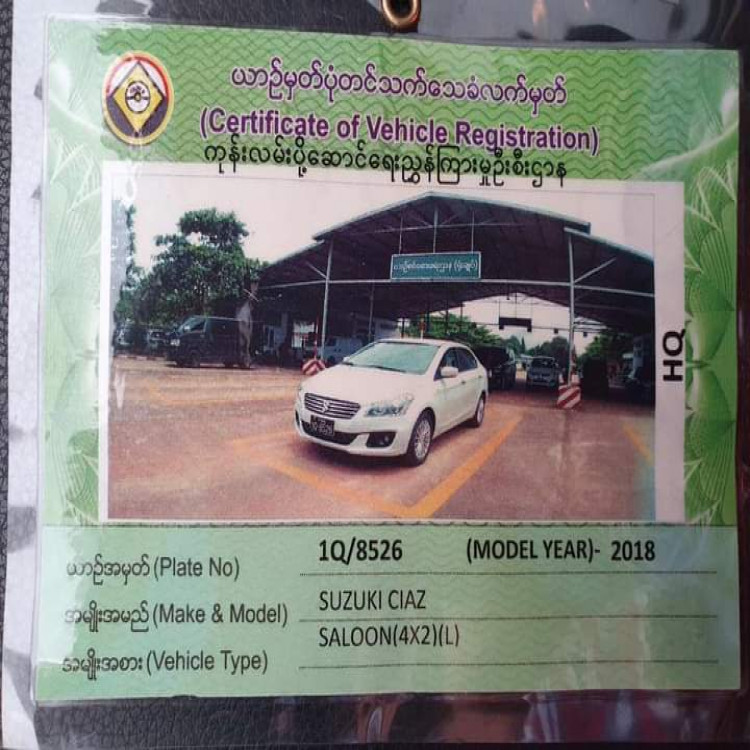 ယာဉ်မှတ်ပုံတင်သက်သေခံလက်မှတ်
(Certificate of Vehicle Registration)
ကုန်းလမ်းပို့ဆောင်ရေးညွှန်ကြားမှုဦးစီးဌာန
HQ
ယာဉ်အမှတ် (Plate No) 1Q/8526 (MODEL YEAR)- 2018
အမျိုးအမည် (Make & Model) SUZUKI CIAZ
အမျိုးအစား (Vehicle Type) SALOON(4X2)(L)